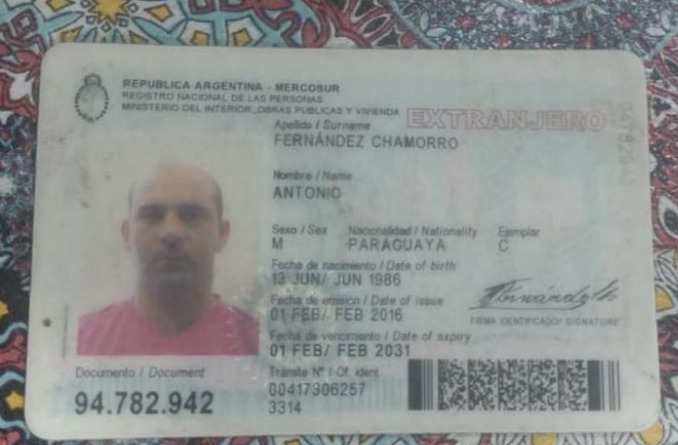 REPUBLICA ARGENTINA - MERCOSUR
REGISTRO NACIONAL DE LAS PERSONAS
MINISTERIO DEL INTERIOR, OBRAS PUBLICAS Y VIVIENDA
EXTRANJERO
Apellido / Surname
FERNÁNDEZ CHAMORRO
Nombre / Name
ANTONIO
Sexo / Sex Nacionalidad / Nationality Ejemplar
M PARAGUAYA C
Fecha de nacimiento / Date of birth
13 JUN/ JUN 1986
Fecha de emisión / Date of issue
01 FEB/ FEB 2016
FIRMA IDENTIFICADO/ SIGNATURE
Fecha de vencimiento / Date of expiry
01 FEB/ FEB 2031
Documento / Document
94.782.942
Trámite Nº / Of. ident.
00417306257
3314